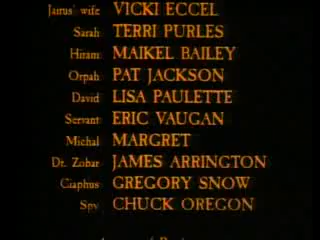 Jairus' wife VICKI ECCEL
Sarah TERRI PURLES
Hiram MAIKEL BAILEY
Orpah PAT JACKSON
David LISA PAULETTE
Servant ERIC VAUGAN
Michal MARGRET
Dr. Zobar JAMES ARRINGTON
Ciaphus GREGORY SNOW
Spy CHUCK OREGON